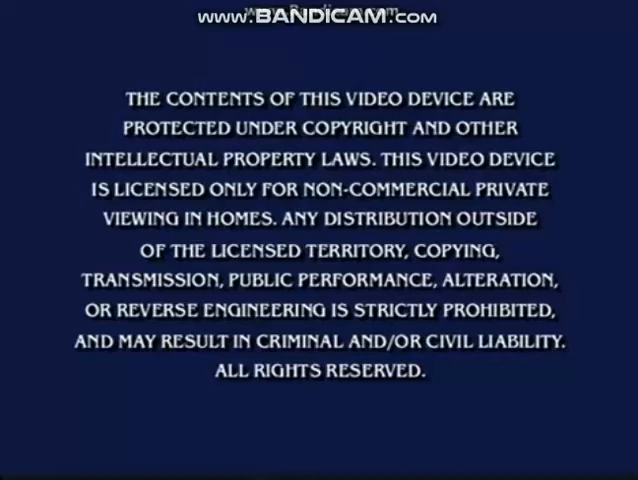 www.Bandicam.com
www.BANDICAM.com
THE CONTENTS OF THIS VIDEO DEVICE ARE
PROTECTED UNDER COPYRIGHT AND OTHER
INTELLECTUAL PROPERTY LAWS. THIS VIDEO DEVICE
IS LICENSED ONLY FOR NON-COMMERCIAL PRIVATE
VIEWING IN HOMES. ANY DISTRIBUTION OUTSIDE
OF THE LICENSED TERRITORY, COPYING,
TRANSMISSION, PUBLIC PERFORMANCE, ALTERATION,
OR REVERSE ENGINEERING IS STRICTLY PROHIBITED,
AND MAY RESULT IN CRIMINAL AND/OR CIVIL LIABILITY.
ALL RIGHTS RESERVED.